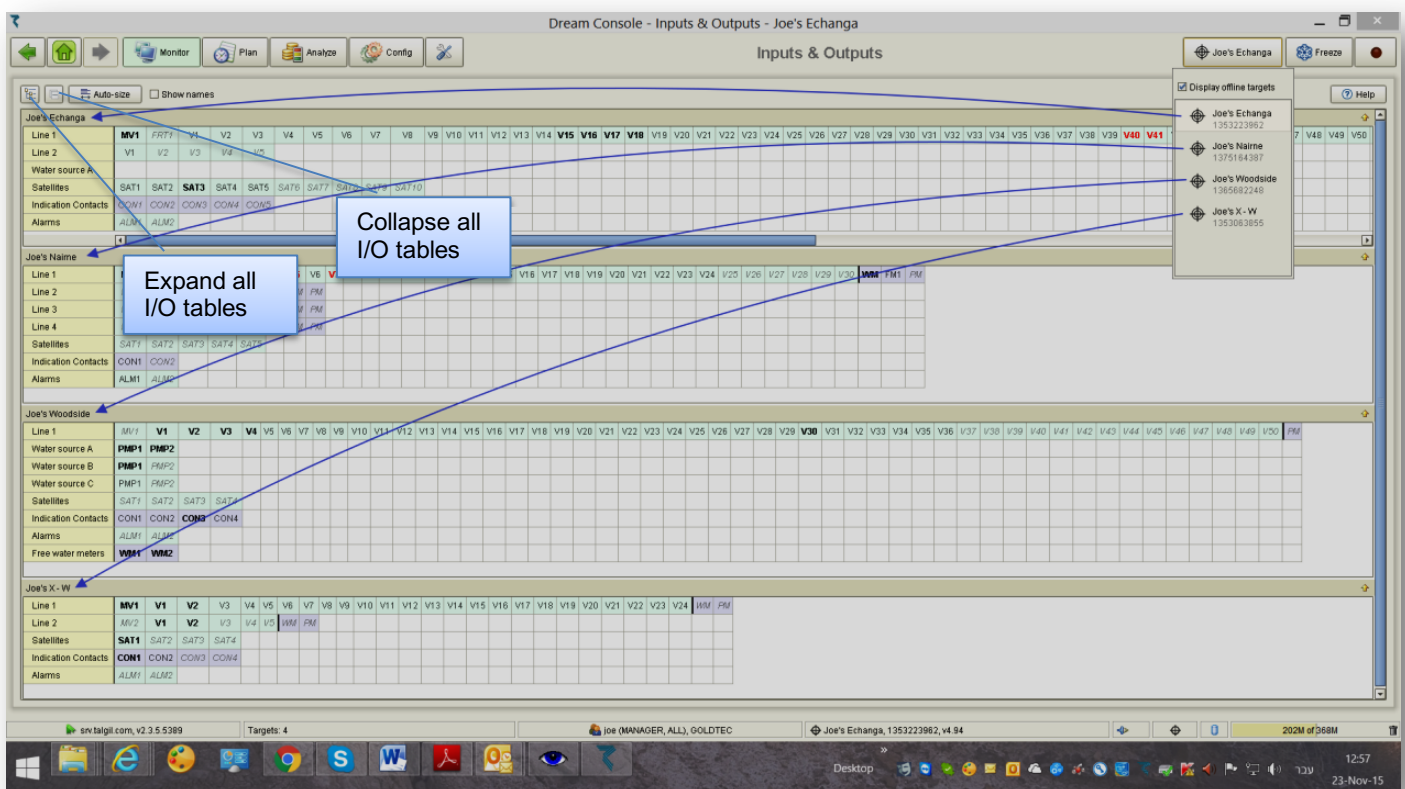 Dream Console - Inputs & Outputs - Joe's Echanga
Monitor Plan Analyze Config Inputs & Outputs Joe's Echanga Freeze
Auto-size Show names Help
Display offline targets
Joe's Echanga
1353223962
Joe's Nairne
1375164387
Joe's Woodside
1365682248
Joe's X - W
1353063855
Joe's Echanga
Line 1 MV1 FRT1 V1 V2 V3 V4 V5 V6 V7 V8 V9 V10 V11 V12 V13 V14 V15 V16 V17 V18 V19 V20 V21 V22 V23 V24 V25 V26 V27 V28 V29 V30 V31 V32 V33 V34 V35 V36 V37 V38 V39 V40 V41 V48 V49 V50
Line 2 V1 V2 V3 V4 V5
Water source A
Satellites SAT1 SAT2 SAT3 SAT4 SAT5 SAT6 SAT7 SAT8 SAT9 SAT10
Indication Contacts CON1 CON2 CON3 CON4 CON5
Alarms ALM1 ALM2
Collapse all
I/O tables
Expand all
I/O tables
Joe's Nairne
Line 1 V6 V16 V17 V18 V19 V20 V21 V22 V23 V24 V25 V26 V27 V28 V29 V30 WM FM1 PM
Line 2 PM
Line 3 PM
Line 4 PM
Satellites SAT1 SAT2 SAT3 SAT4 SAT5
Indication Contacts CON1 CON2
Alarms ALM1 ALM2
Joe's Woodside
Line 1 MV1 V1 V2 V3 V4 V5 V6 V7 V8 V9 V10 V11 V12 V13 V14 V15 V16 V17 V18 V19 V20 V21 V22 V23 V24 V25 V26 V27 V28 V29 V30 V31 V32 V33 V34 V35 V36 V37 V38 V39 V40 V41 V42 V43 V44 V45 V46 V47 V48 V49 V50 PM
Water source A PMP1 PMP2
Water source B PMP1 PMP2
Water source C PMP1 PMP2
Satellites SAT1 SAT2 SAT3 SAT4
Indication Contacts CON1 CON2 CON3 CON4
Alarms ALM1 ALM2
Free water meters WM1 WM2
Joe's X - W
Line 1 MV1 V1 V2 V3 V4 V5 V6 V7 V8 V9 V10 V11 V12 V13 V14 V15 V16 V17 V18 V19 V20 V21 V22 V23 V24 WM PM
Line 2 MV2 V1 V2 V3 V4 V5 WM PM
Satellites SAT1 SAT2 SAT3 SAT4
Indication Contacts CON1 CON2 CON3 CON4
Alarms ALM1 ALM2
srv.talgil.com, v2.3.5.5389 Targets: 4 joe (MANAGER, ALL), GOLDTEC Joe's Echanga, 1353223962, v4.94 0 202M of 368M
Desktop » עבר 12:57
23-Nov-15